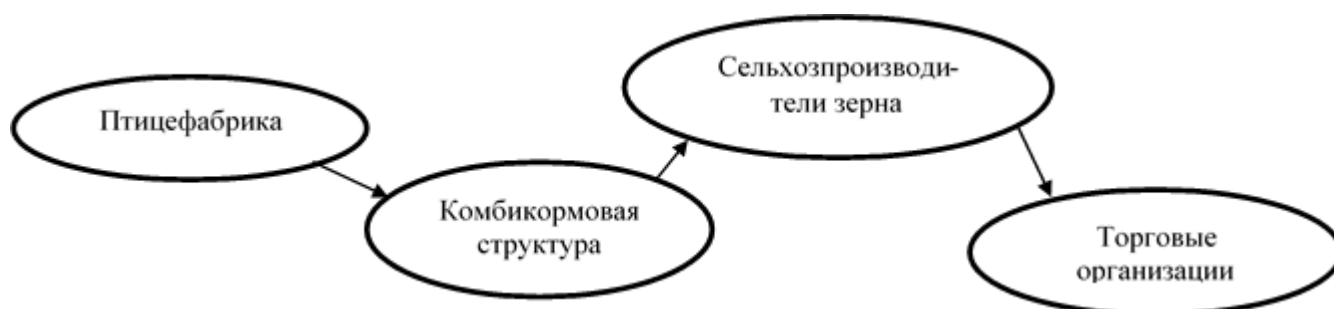 Птицефабрика
Комбикормовая
структура
Сельхозпроизводи-
тели зерна
Торговые
организации